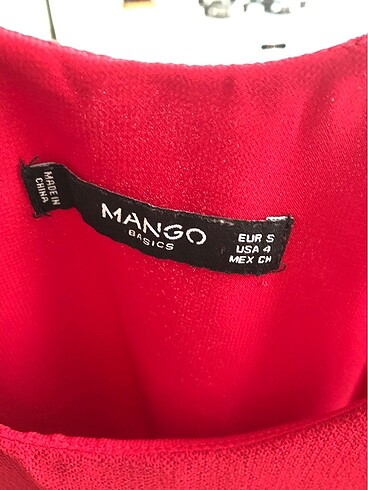 MADE IN
CHINA
MANGO
BASICS
EUR S
USA 4
MEX CH